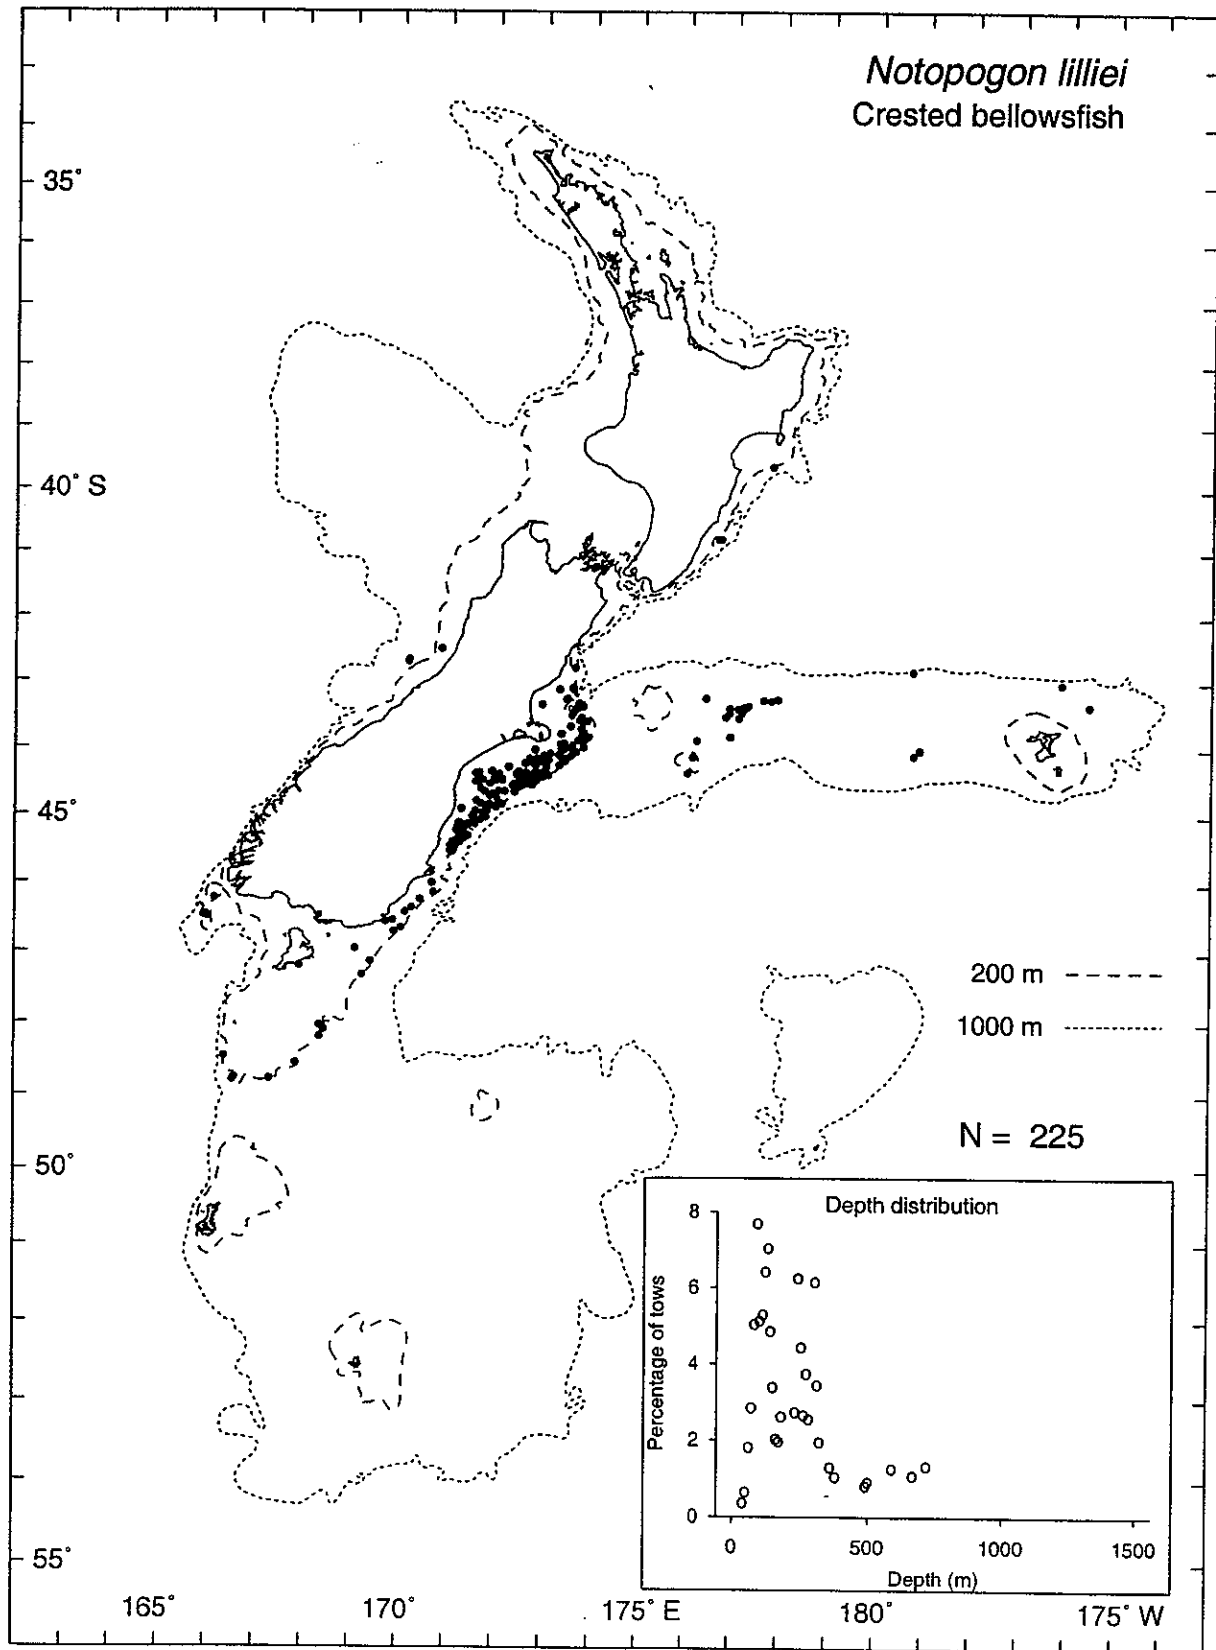 Notopogon lilliei
Crested bellowsfish
35°
40° S
45°
200 m
1000 m
N = 225
50°
Depth distribution
8
6
4
2
0
Percentage of tows
0 500 1000 1500
Depth (m)
55°
165° 170° 175° E 180° 175° W